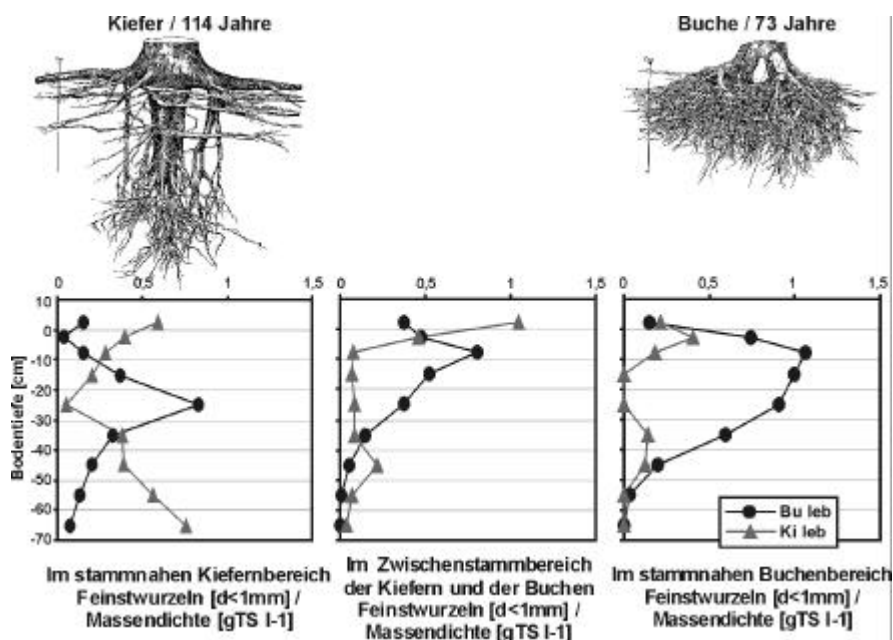 Kiefer / 114 Jahre
Buche / 73 Jahre
0 0,5 1 1,5
0 0,5 1 1,5
0 0,5 1 1,5
Bodentiefe [cm]
10
0
-10
-20
-30
-40
-50
-60
-70
Bu leb
Ki leb
Im stammnahen Kiefernbereich
Feinstwurzeln [d<1mm] /
Massendichte [gTS l-1]
Im Zwischenstammbereich
der Kiefern und der Buchen
Feinstwurzeln [d<1mm] /
Massendichte [gTS l-1]
Im stammnahen Buchenbereich
Feinstwurzeln [d<1mm] /
Massendichte [gTS l-1]